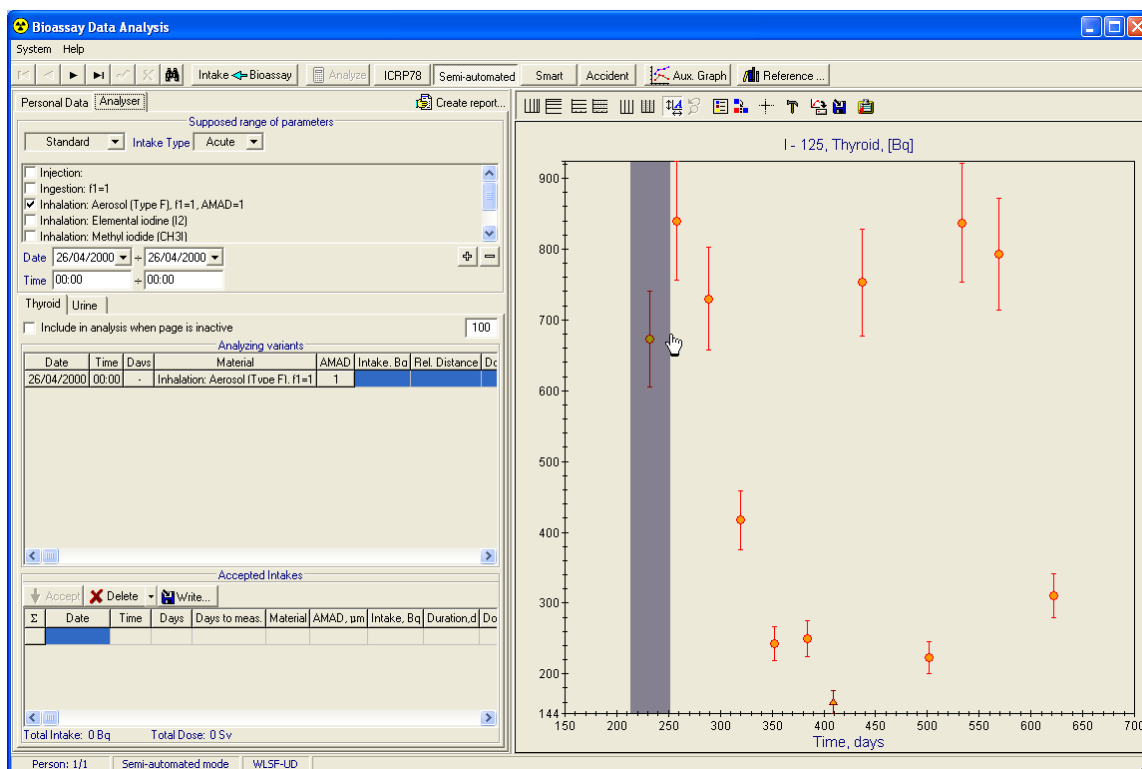 Bioassay Data Analysis
System Help
Intake Bioassay Analyze ICRP78 Semi-automated Smart Accident Aux. Graph Reference ...
Personal Data Analyser Create report...
Supposed range of parameters
Standard Intake Type Acute
Injection:
Ingestion: f1=1
Inhalation: Aerosol (Type F), f1=1, AMAD=1
Inhalation: Elemental iodine (I2)
Inhalation: Methyl iodide (CH3I)
Date 26/04/2000 ÷ 26/04/2000
Time 00:00 ÷ 00:00
Thyroid Urine
Include in analysis when page is inactive 100
Analyzing variants
Date Time Days Material AMAD Intake, Bq Rel. Distance Do
26/04/2000 00:00 - Inhalation: Aerosol (Type F), f1=1 1
Accepted Intakes
Accept Delete Write...
Σ Date Time Days Days to meas. Material AMAD, µm Intake, Bq Duration,d Do
Total Intake: 0 Bq Total Dose: 0 Sv
Person: 1/1 Semi-automated mode WLSF-UD
I - 125, Thyroid, [Bq]
900
800
700
600
500
400
300
200
144
150 200 250 300 350 400 450 500 550 600 650 700
Time, days